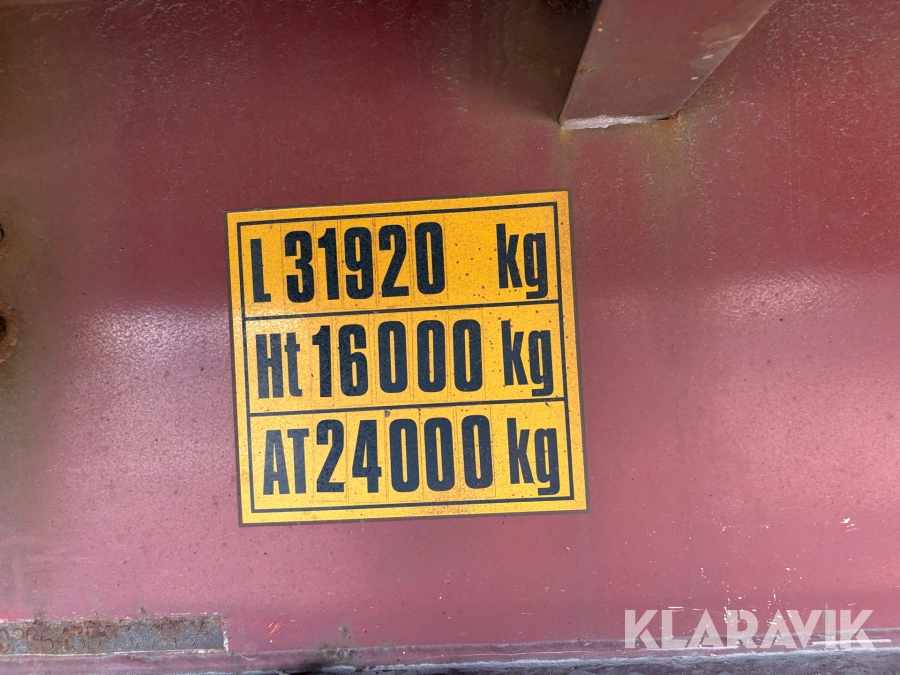 L 31920 kg
Ht 16000 kg
AT 24000 kg
KLARAVIK